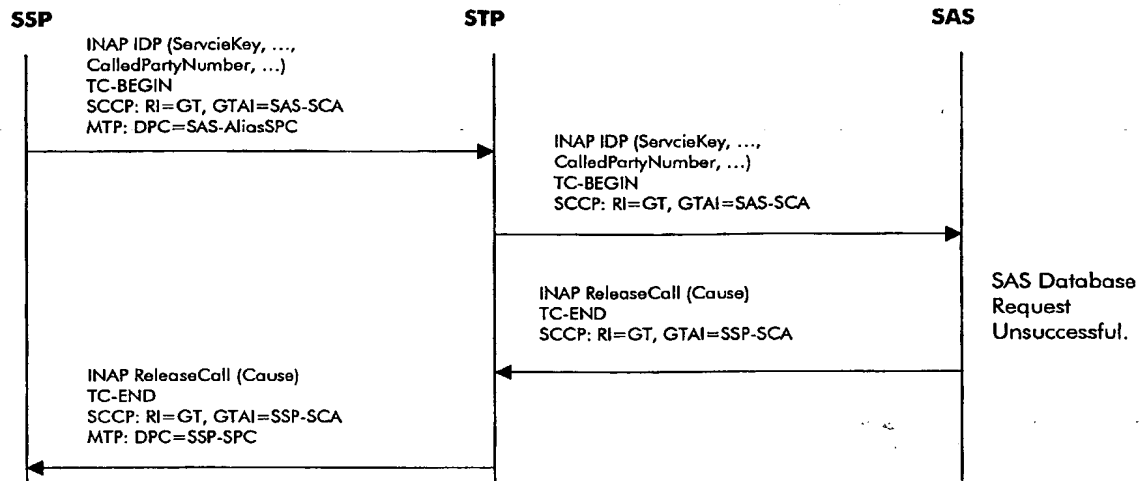 SSP
STP
SAS
INAP IDP (ServcieKey, ...,
CalledPartyNumber, ...)
TC-BEGIN
SCCP: RI=GT, GTAI=SAS-SCA
MTP: DPC=SAS-AliasSPC
INAP IDP (ServcieKey, ...,
CalledPartyNumber, ...)
TC-BEGIN
SCCP: RI=GT, GTAI=SAS-SCA
INAP ReleaseCall (Cause)
TC-END
SCCP: RI=GT, GTAI=SSP-SCA
SAS Database
Request
Unsuccessful.
INAP ReleaseCall (Cause)
TC-END
SCCP: RI=GT, GTAI=SSP-SCA
MTP: DPC=SSP-SPC